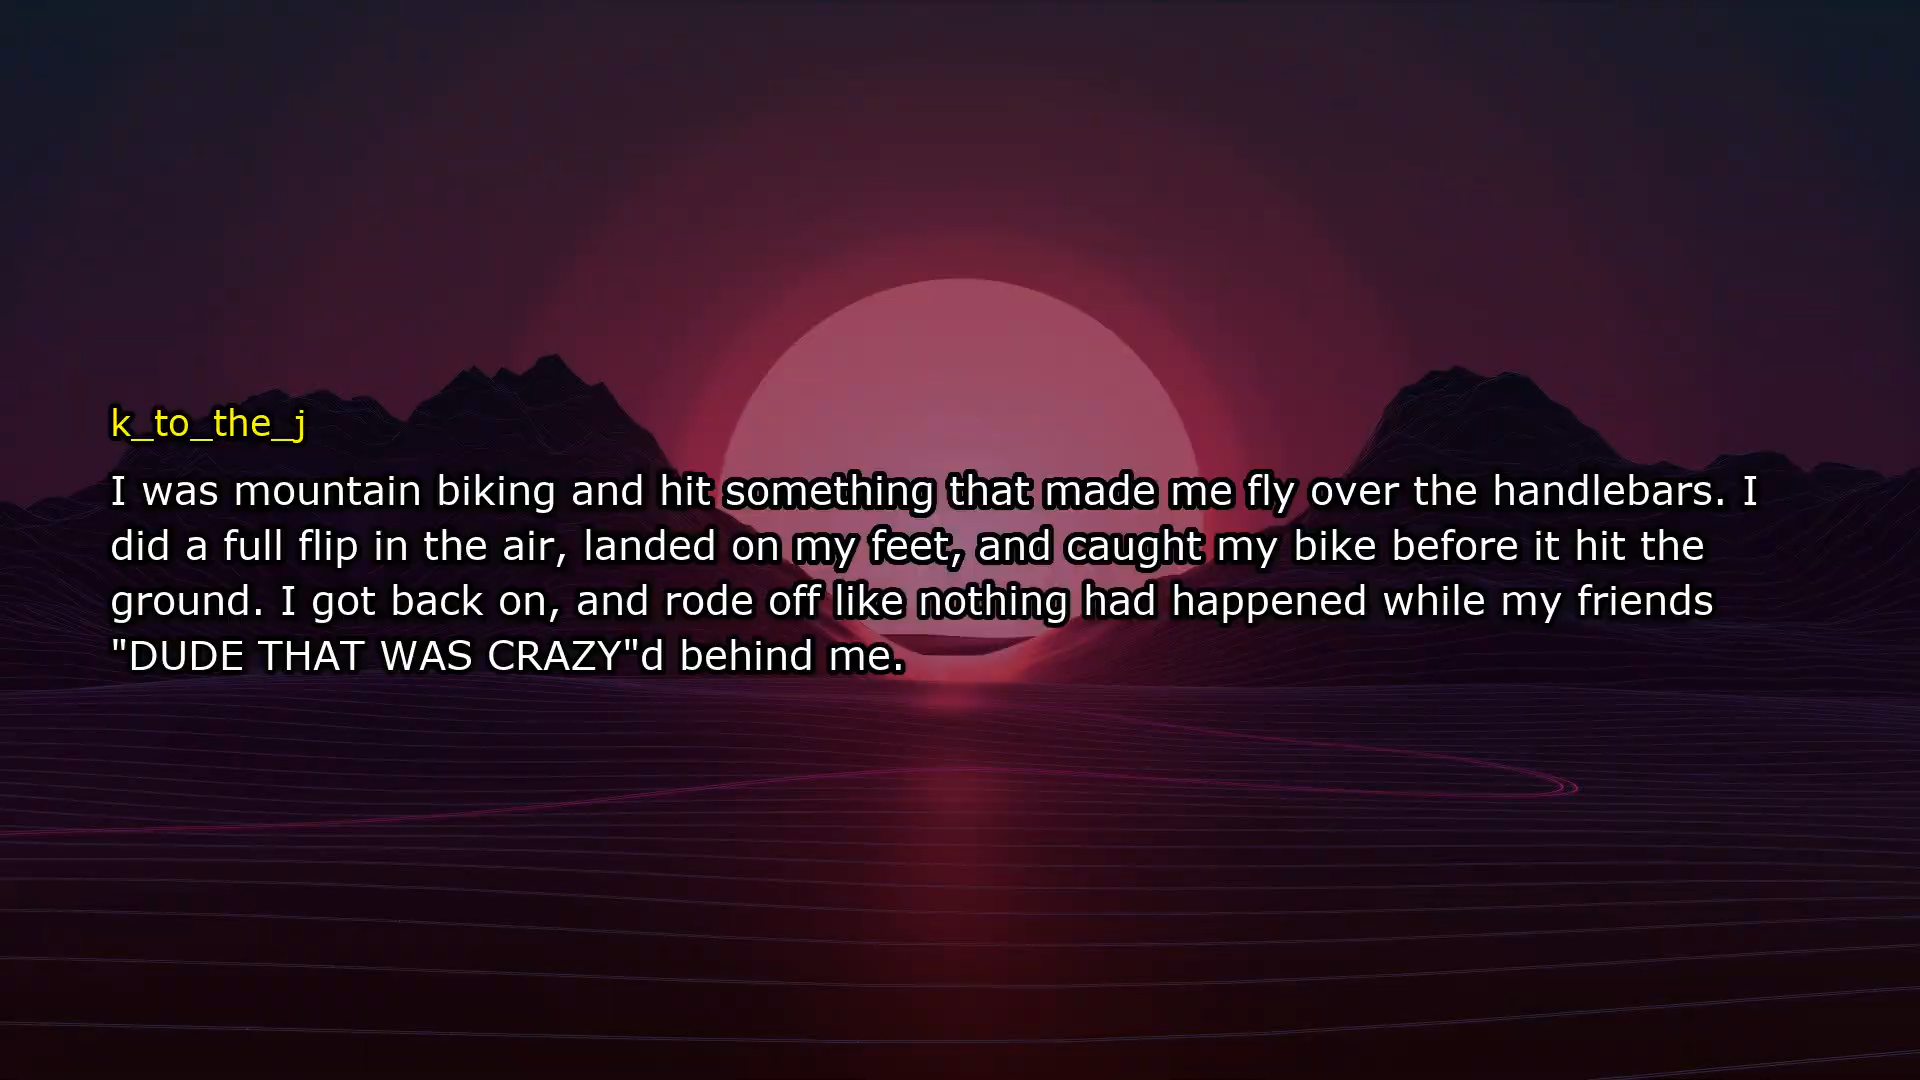 k_to_the_j
I was mountain biking and hit something that made me fly over the handlebars. I
did a full flip in the air, landed on my feet, and caught my bike before it hit the
ground. I got back on, and rode off like nothing had happened while my friends
"DUDE THAT WAS CRAZY"d behind me.